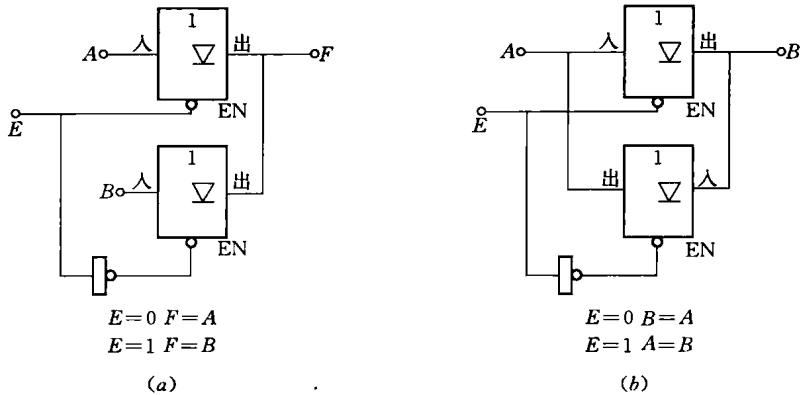 1
A 入 ▽ 出 F
E EN
1
B 入 ▽ 出
EN
E=0 F=A
E=1 F=B
(a)
1
A 入 ▽ 出 B
E EN
1
出 ▽ 入
EN
E=0 B=A
E=1 A=B
(b)